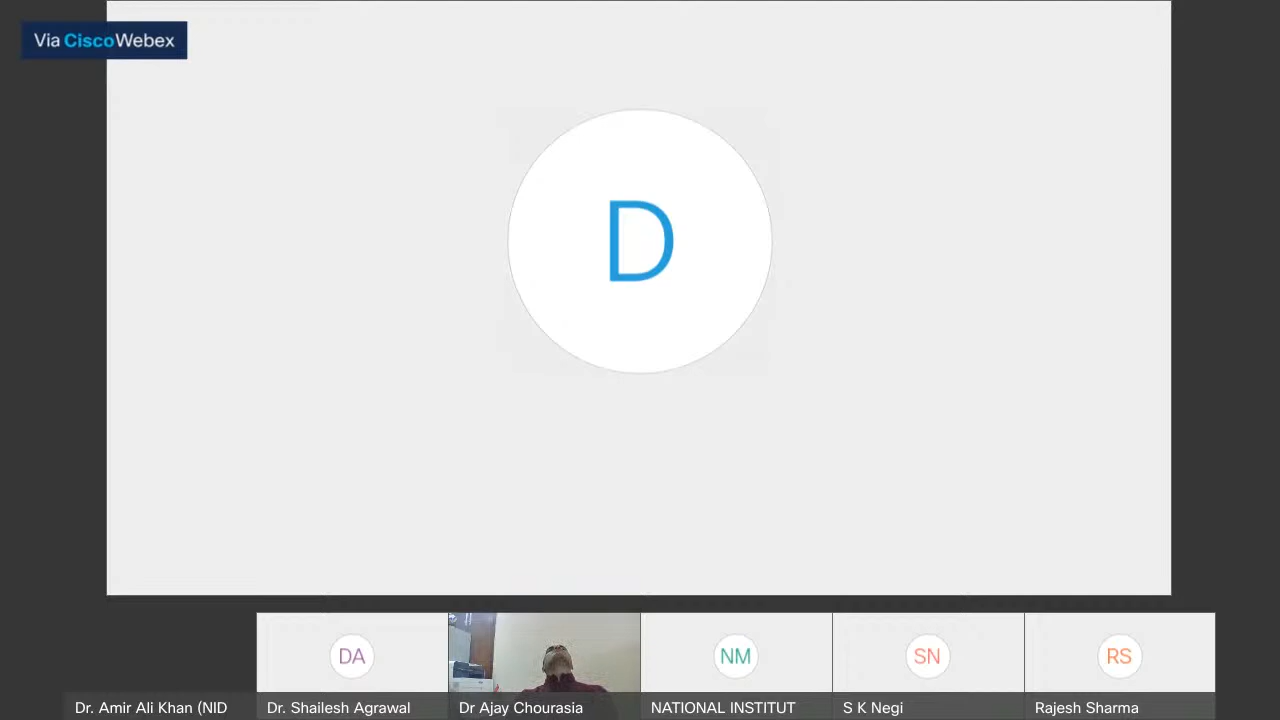 Via CiscoWebex
D
DA
NM
SN
RS
Dr. Amir Ali Khan (NID
Dr. Shailesh Agrawal
Dr Ajay Chourasia
NATIONAL INSTITUT
S K Negi
Rajesh Sharma